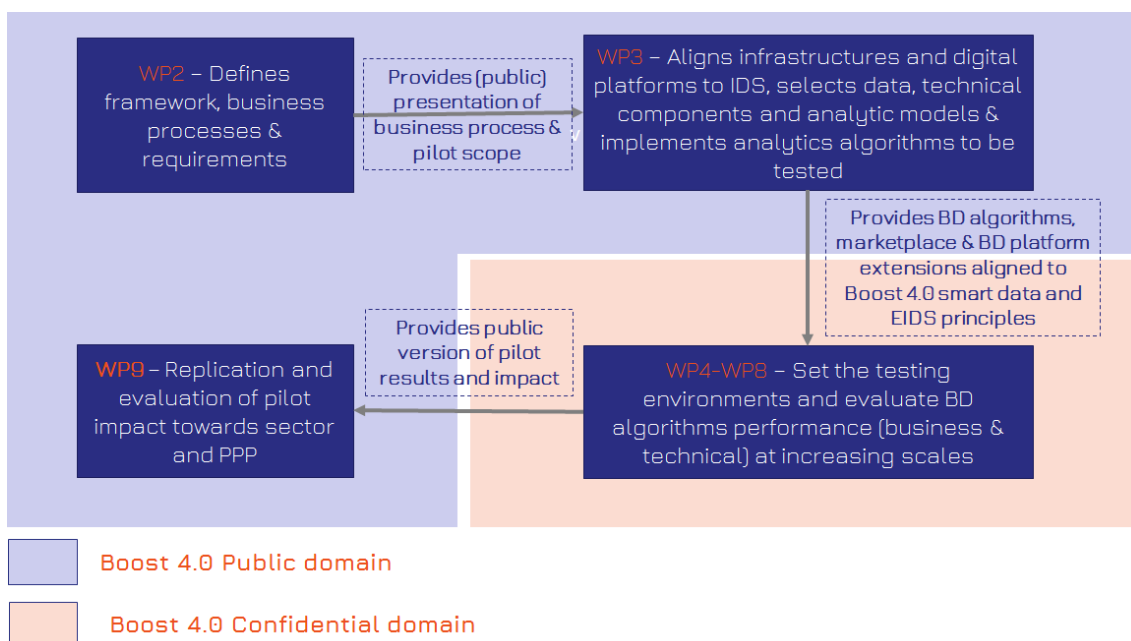 WP2 – Defines
framework, business
processes &
requirements
Provides (public)
presentation of
business process &
pilot scope
WP3 – Aligns infrastructures and digital
platforms to IDS, selects data, technical
components and analytic models &
implements analytics algorithms to be
tested
Provides BD algorithms,
marketplace & BD platform
extensions aligned to
Boost 4.0 smart data and
EIDS principles
WP9 – Replication and
evaluation of pilot
impact towards sector
and PPP
Provides public
version of pilot
results and impact
WP4-WP8 – Set the testing
environments and evaluate BD
algorithms performance (business &
technical) at increasing scales
Boost 4.0 Public domain
Boost 4.0 Confidential domain